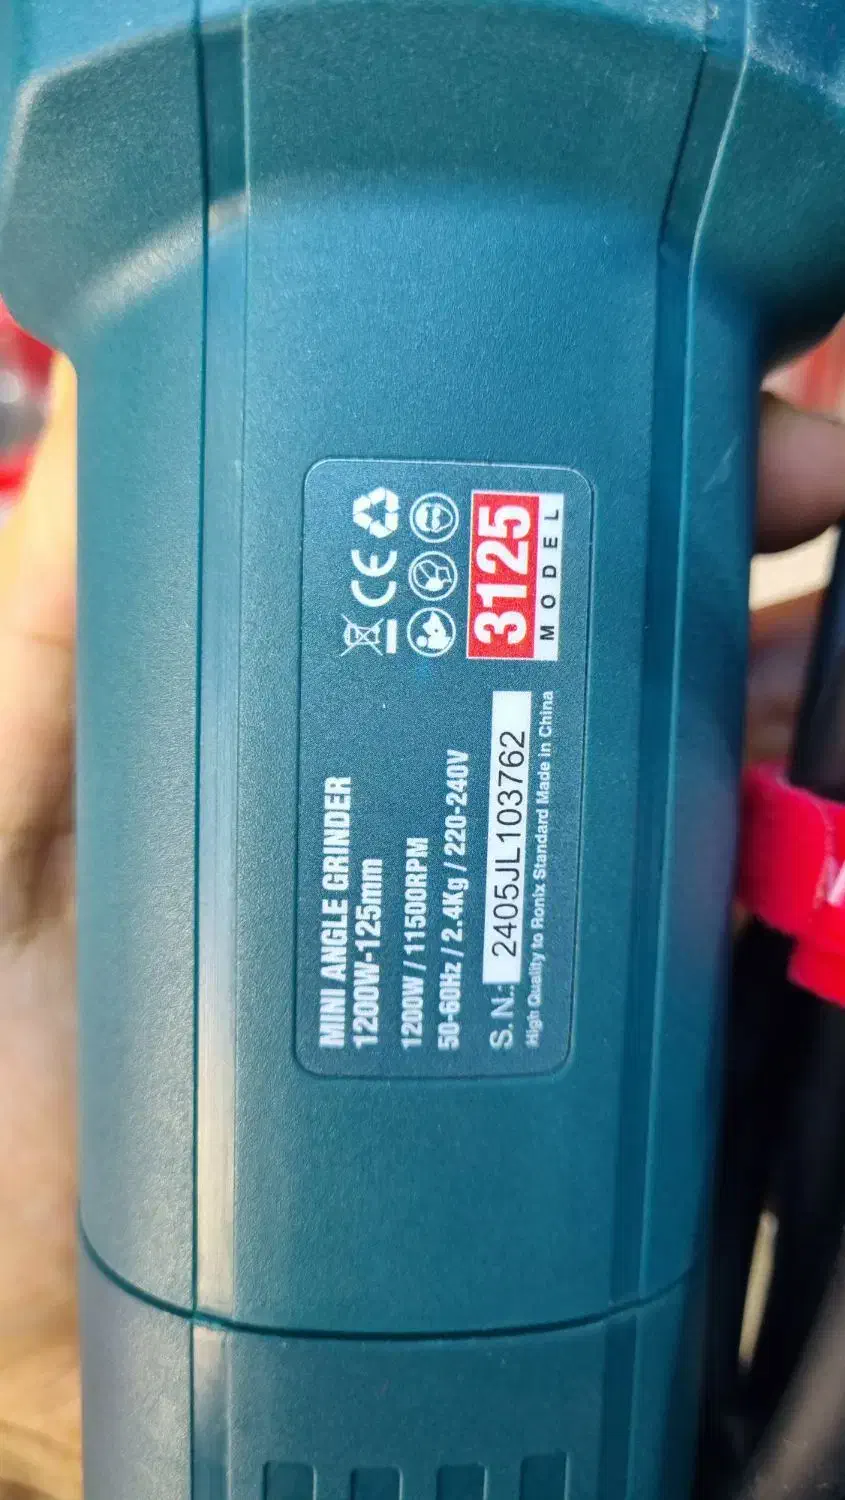 MINI ANGLE GRINDER
1200W-125mm
1200W / 11500RPM
50-60Hz / 2.4Kg / 220-240V
S.N.: 2405JL103762
High Quality to Ronix Standard Made in China
CE
3125
MODEL